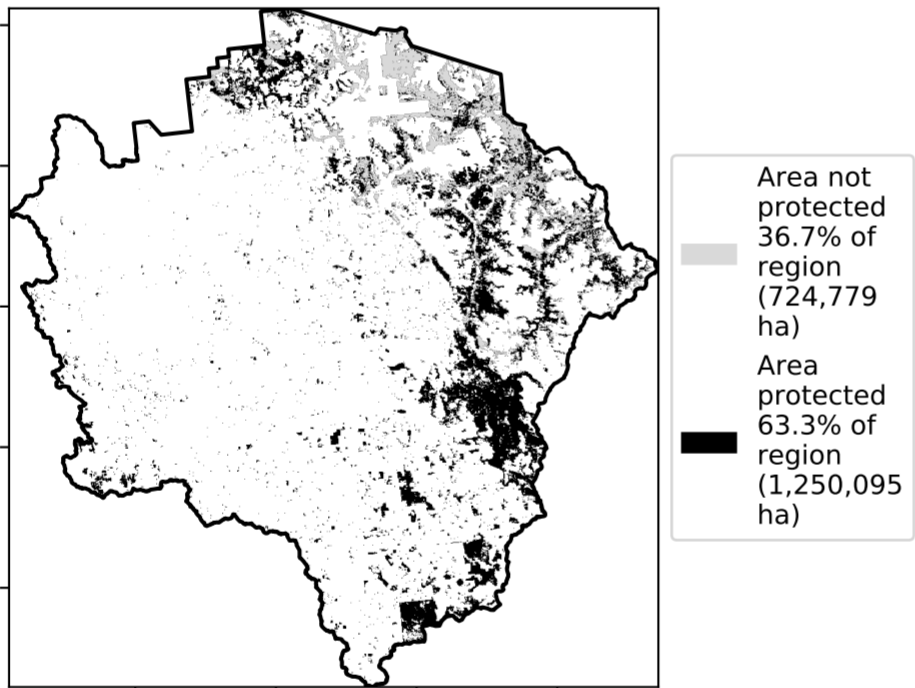 Area not
protected
36.7% of
region
(724,779
ha)
Area
protected
63.3% of
region
(1,250,095
ha)